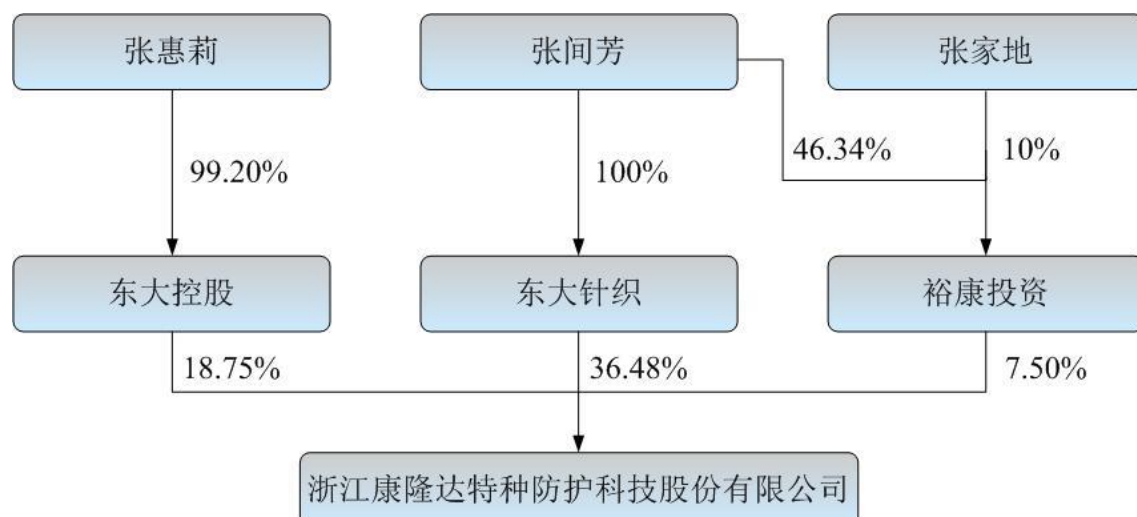 张惠莉
张间芳
张家地
99.20%
100%
46.34%
10%
东大控股
东大针织
裕康投资
18.75%
36.48%
7.50%
浙江康隆达特种防护科技股份有限公司